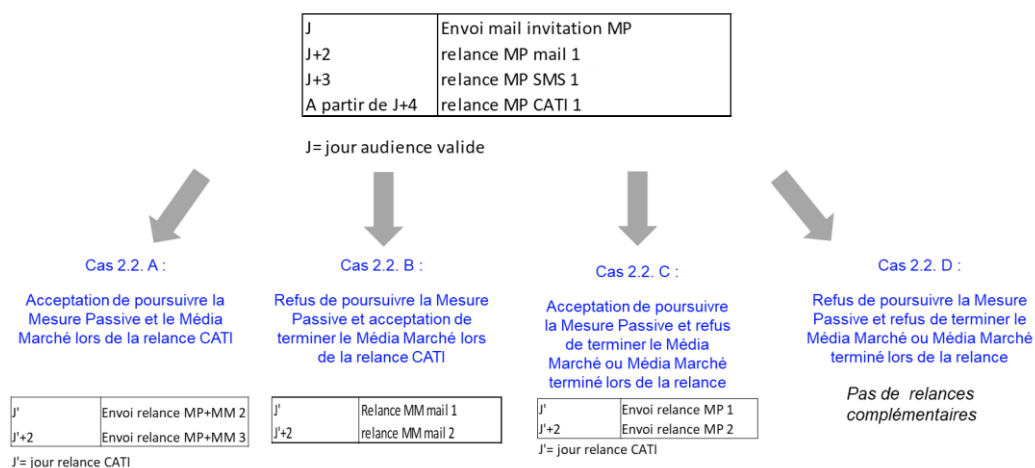 J Envoi mail invitation MP
J+2 relance MP mail 1
J+3 relance MP SMS 1
A partir de J+4 relance MP CATI 1
J= jour audience valide
Cas 2.2. A :
Acceptation de poursuivre la
Mesure Passive et le Média
Marché lors de la relance CATI
J' Envoi relance MP+MM 2
J'+2 Envoi relance MP+MM 3
J'= jour relance CATI
Cas 2.2. B :
Refus de poursuivre la Mesure
Passive et acceptation de
terminer le Média Marché lors
de la relance CATI
J' Relance MM mail 1
J'+2 relance MM mail 2
Cas 2.2. C :
Acceptation de poursuivre
la Mesure Passive et refus
de terminer le Média
Marché ou Média Marché
terminé lors de la relance
J' Envoi relance MP 1
J'+2 Envoi relance MP 2
J'= jour relance CATI
Cas 2.2. D :
Refus de poursuivre la Mesure
Passive et refus de terminer le
Média Marché ou Média Marché
terminé lors de la relance
Pas de relances
complémentaires